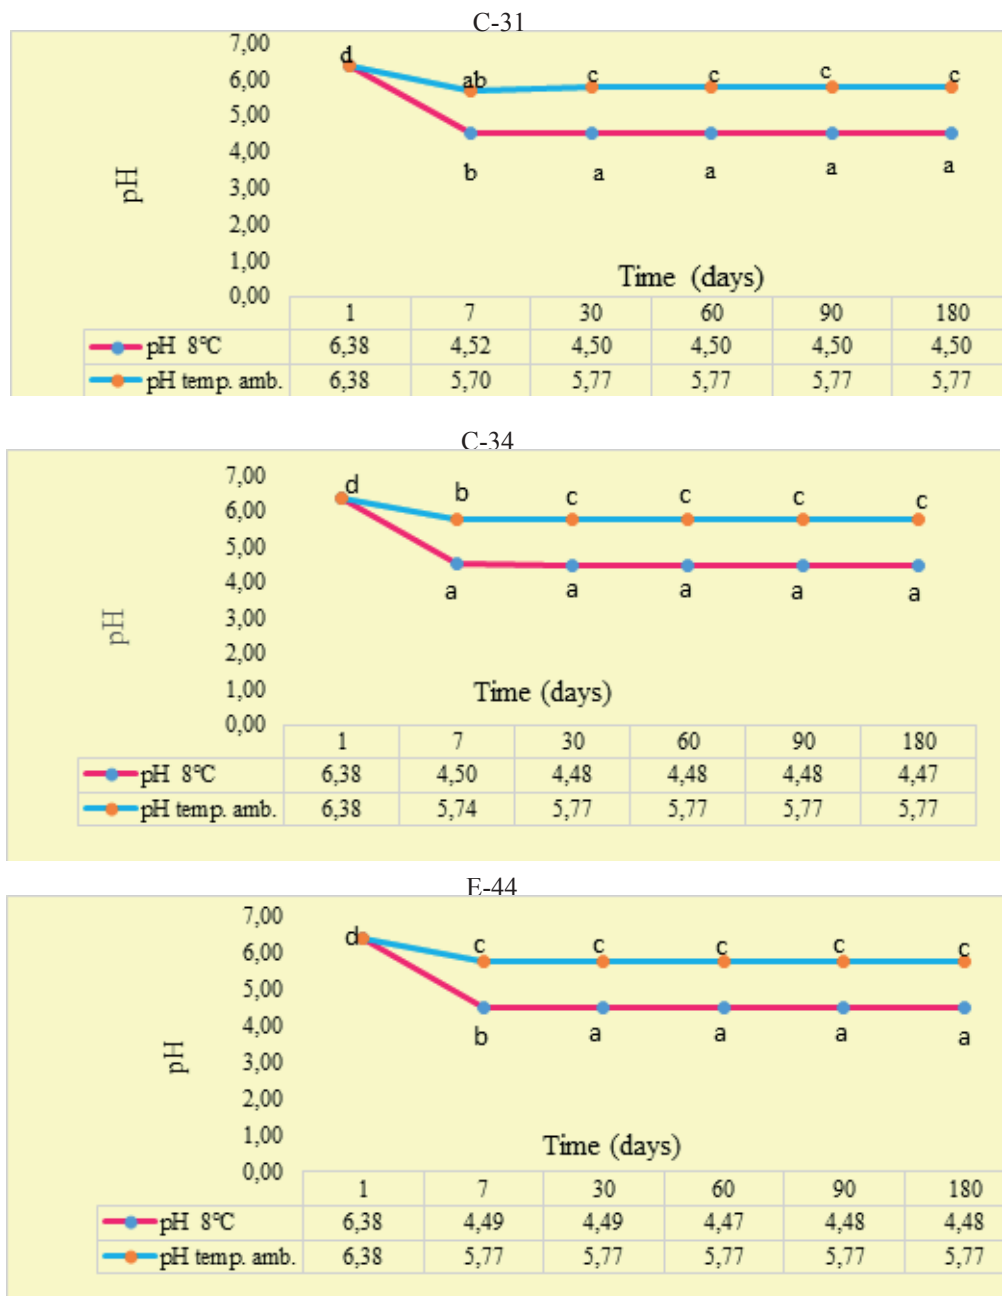 C-31
7,00
6,00
5,00
4,00
3,00
2,00
1,00
0,00
pH
d ab c c c c
b a a a a
Time (days)
1 7 30 60 90 180
pH 8°C 6,38 4,52 4,50 4,50 4,50 4,50
pH temp. amb. 6,38 5,70 5,77 5,77 5,77 5,77
C-34
7,00
6,00
5,00
4,00
3,00
2,00
1,00
0,00
pH
d b c c c c
a a a a a
Time (days)
1 7 30 60 90 180
pH 8°C 6,38 4,50 4,48 4,48 4,48 4,47
pH temp. amb. 6,38 5,74 5,77 5,77 5,77 5,77
E-44
7,00
6,00
5,00
4,00
3,00
2,00
1,00
0,00
pH
d c c c c c
b a a a a
Time (days)
1 7 30 60 90 180
pH 8°C 6,38 4,49 4,49 4,47 4,48 4,48
pH temp. amb. 6,38 5,77 5,77 5,77 5,77 5,77